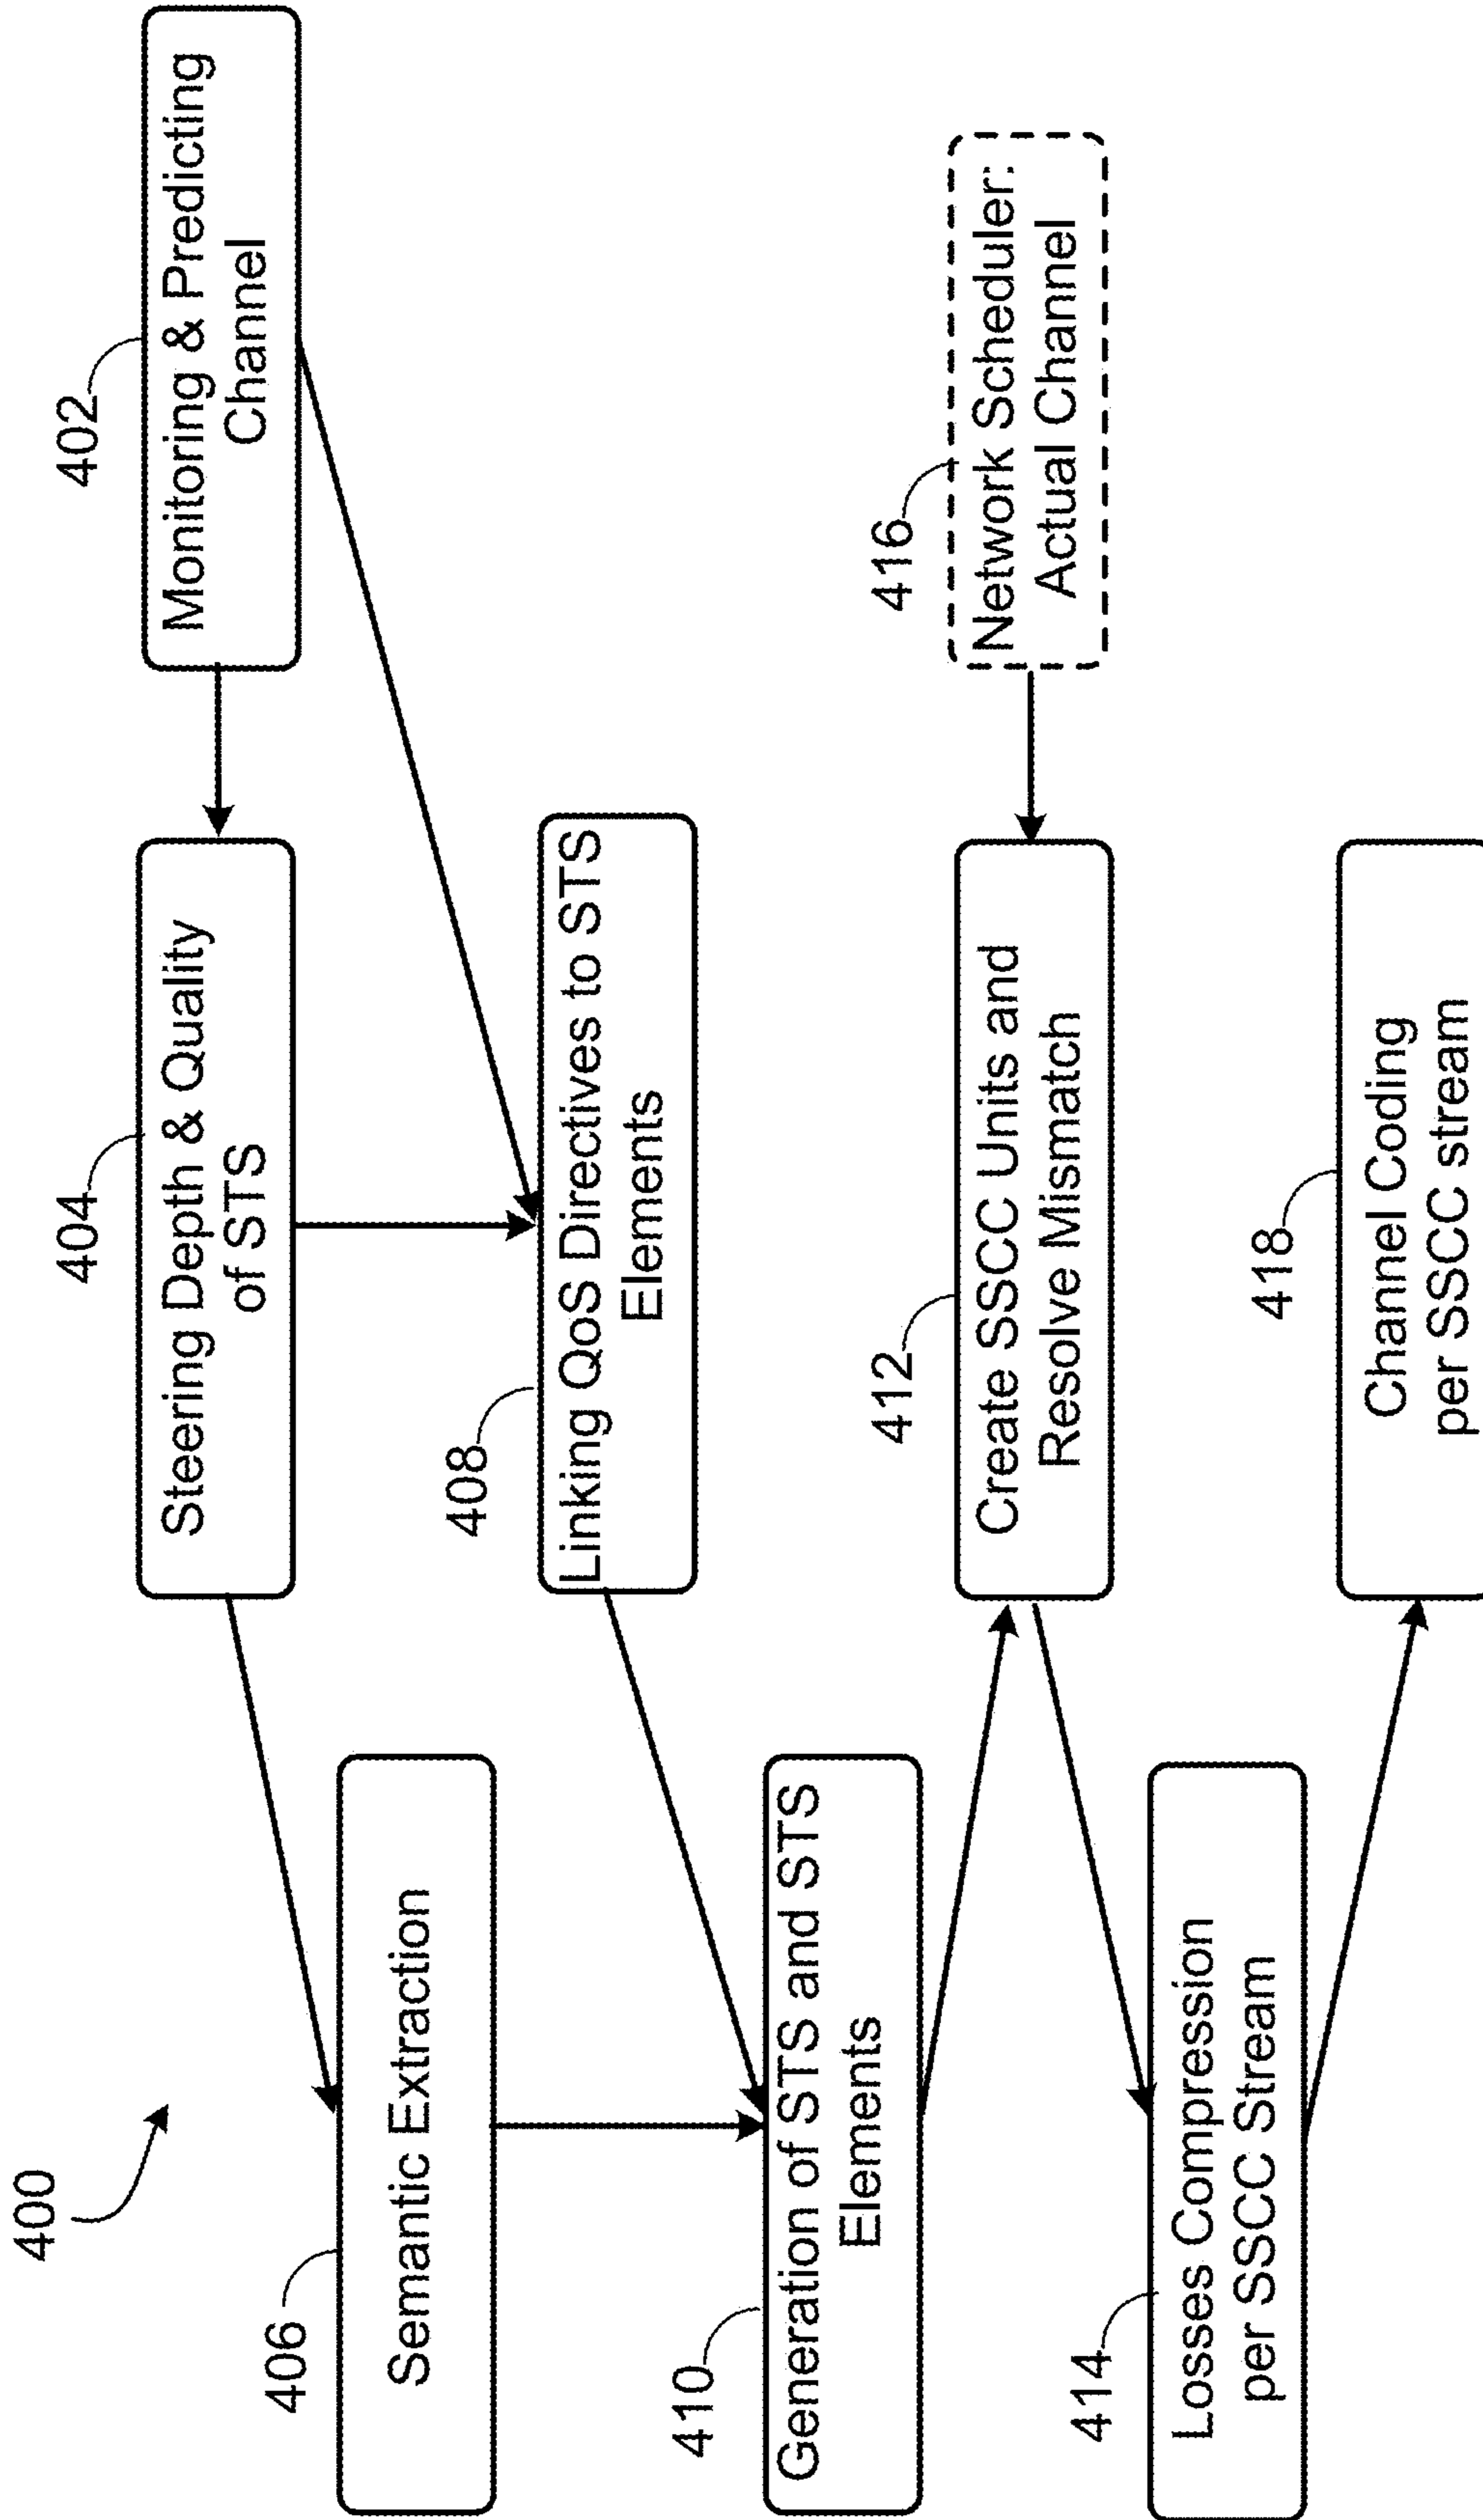 400
402
Monitoring & Predicting
Channel
404
Steering Depth & Quality
of STS
406
Semantic Extraction
408
Linking QoS Directives to STS
Elements
410
Generation of STS and STS
Elements
412
Create SSCC Units and
Resolve Mismatch
416
Network Scheduler:
Actual Channel
414
Losses Compression
per SSCC Stream
418
Channel Coding
per SSCC stream